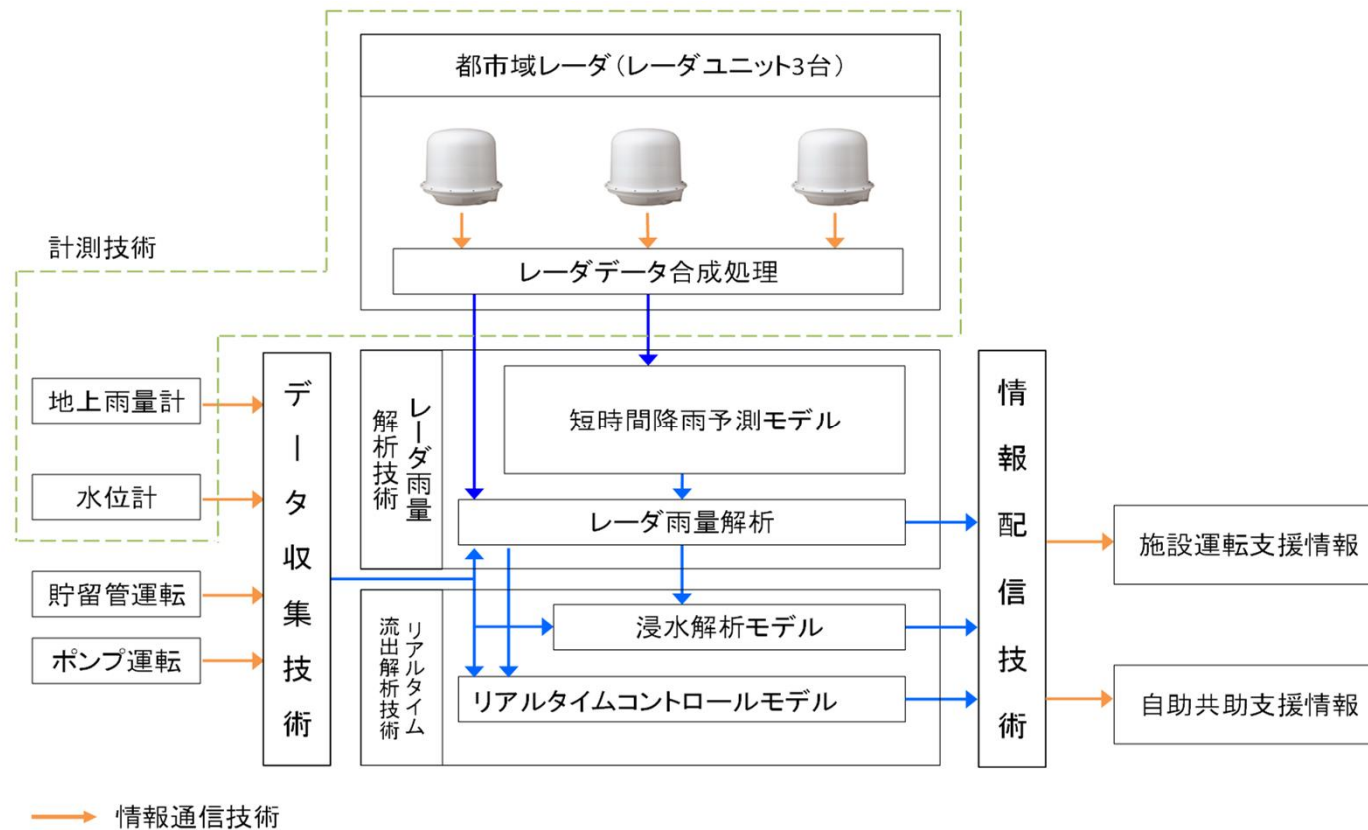 都市域レーダ（レーダユニット3台）
計測技術
レーダデータ合成処理
地上雨量計
水位計
貯留管運転
ポンプ運転
データ収集技術
レーダ雨量
解析技術
短時間降雨予測モデル
レーダ雨量解析
リアルタイム
流出解析技術
浸水解析モデル
リアルタイムコントロールモデル
情報配信技術
施設運転支援情報
自助共助支援情報
情報通信技術